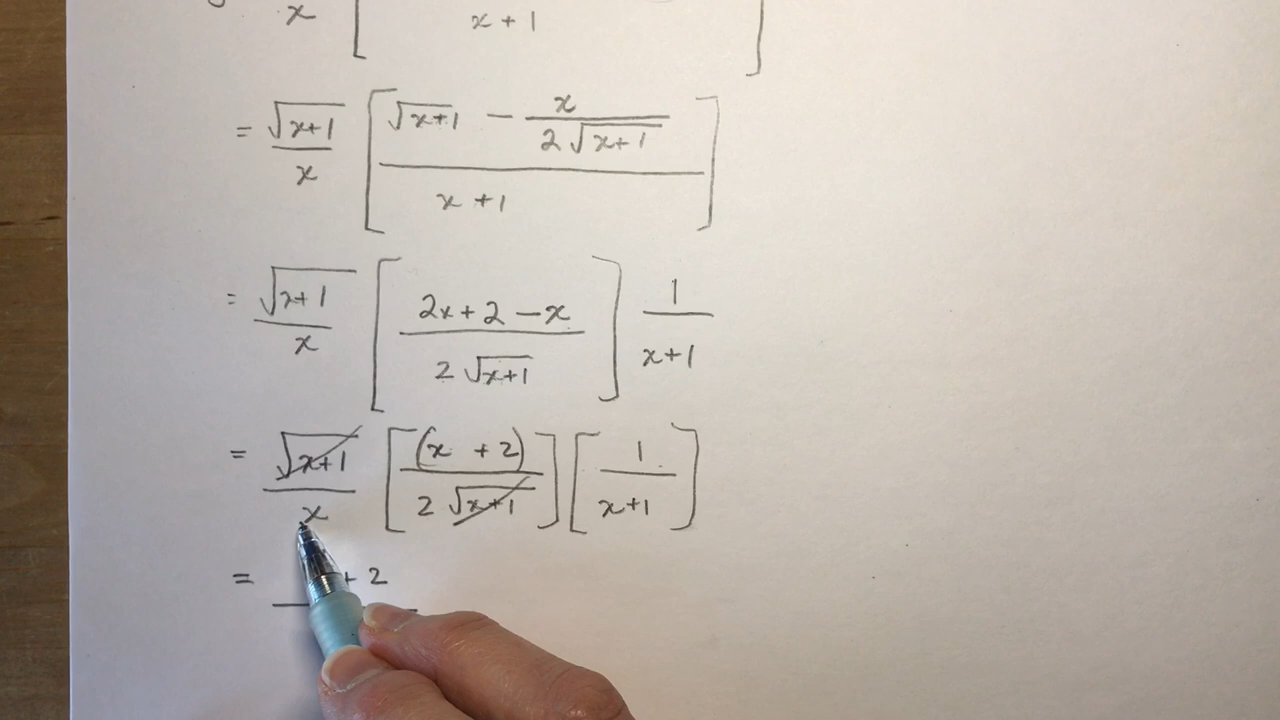 x [ x + 1 ]
= √(x+1) / x [ (√(x+1) - x / 2√(x+1)) / x + 1 ]
= √(x+1) / x [ 2x + 2 - x / 2√(x+1) ] 1 / x+1
= √(x+1) / x [ (x + 2) / 2√(x+1) ] [ 1 / x+1 ]
= + 2